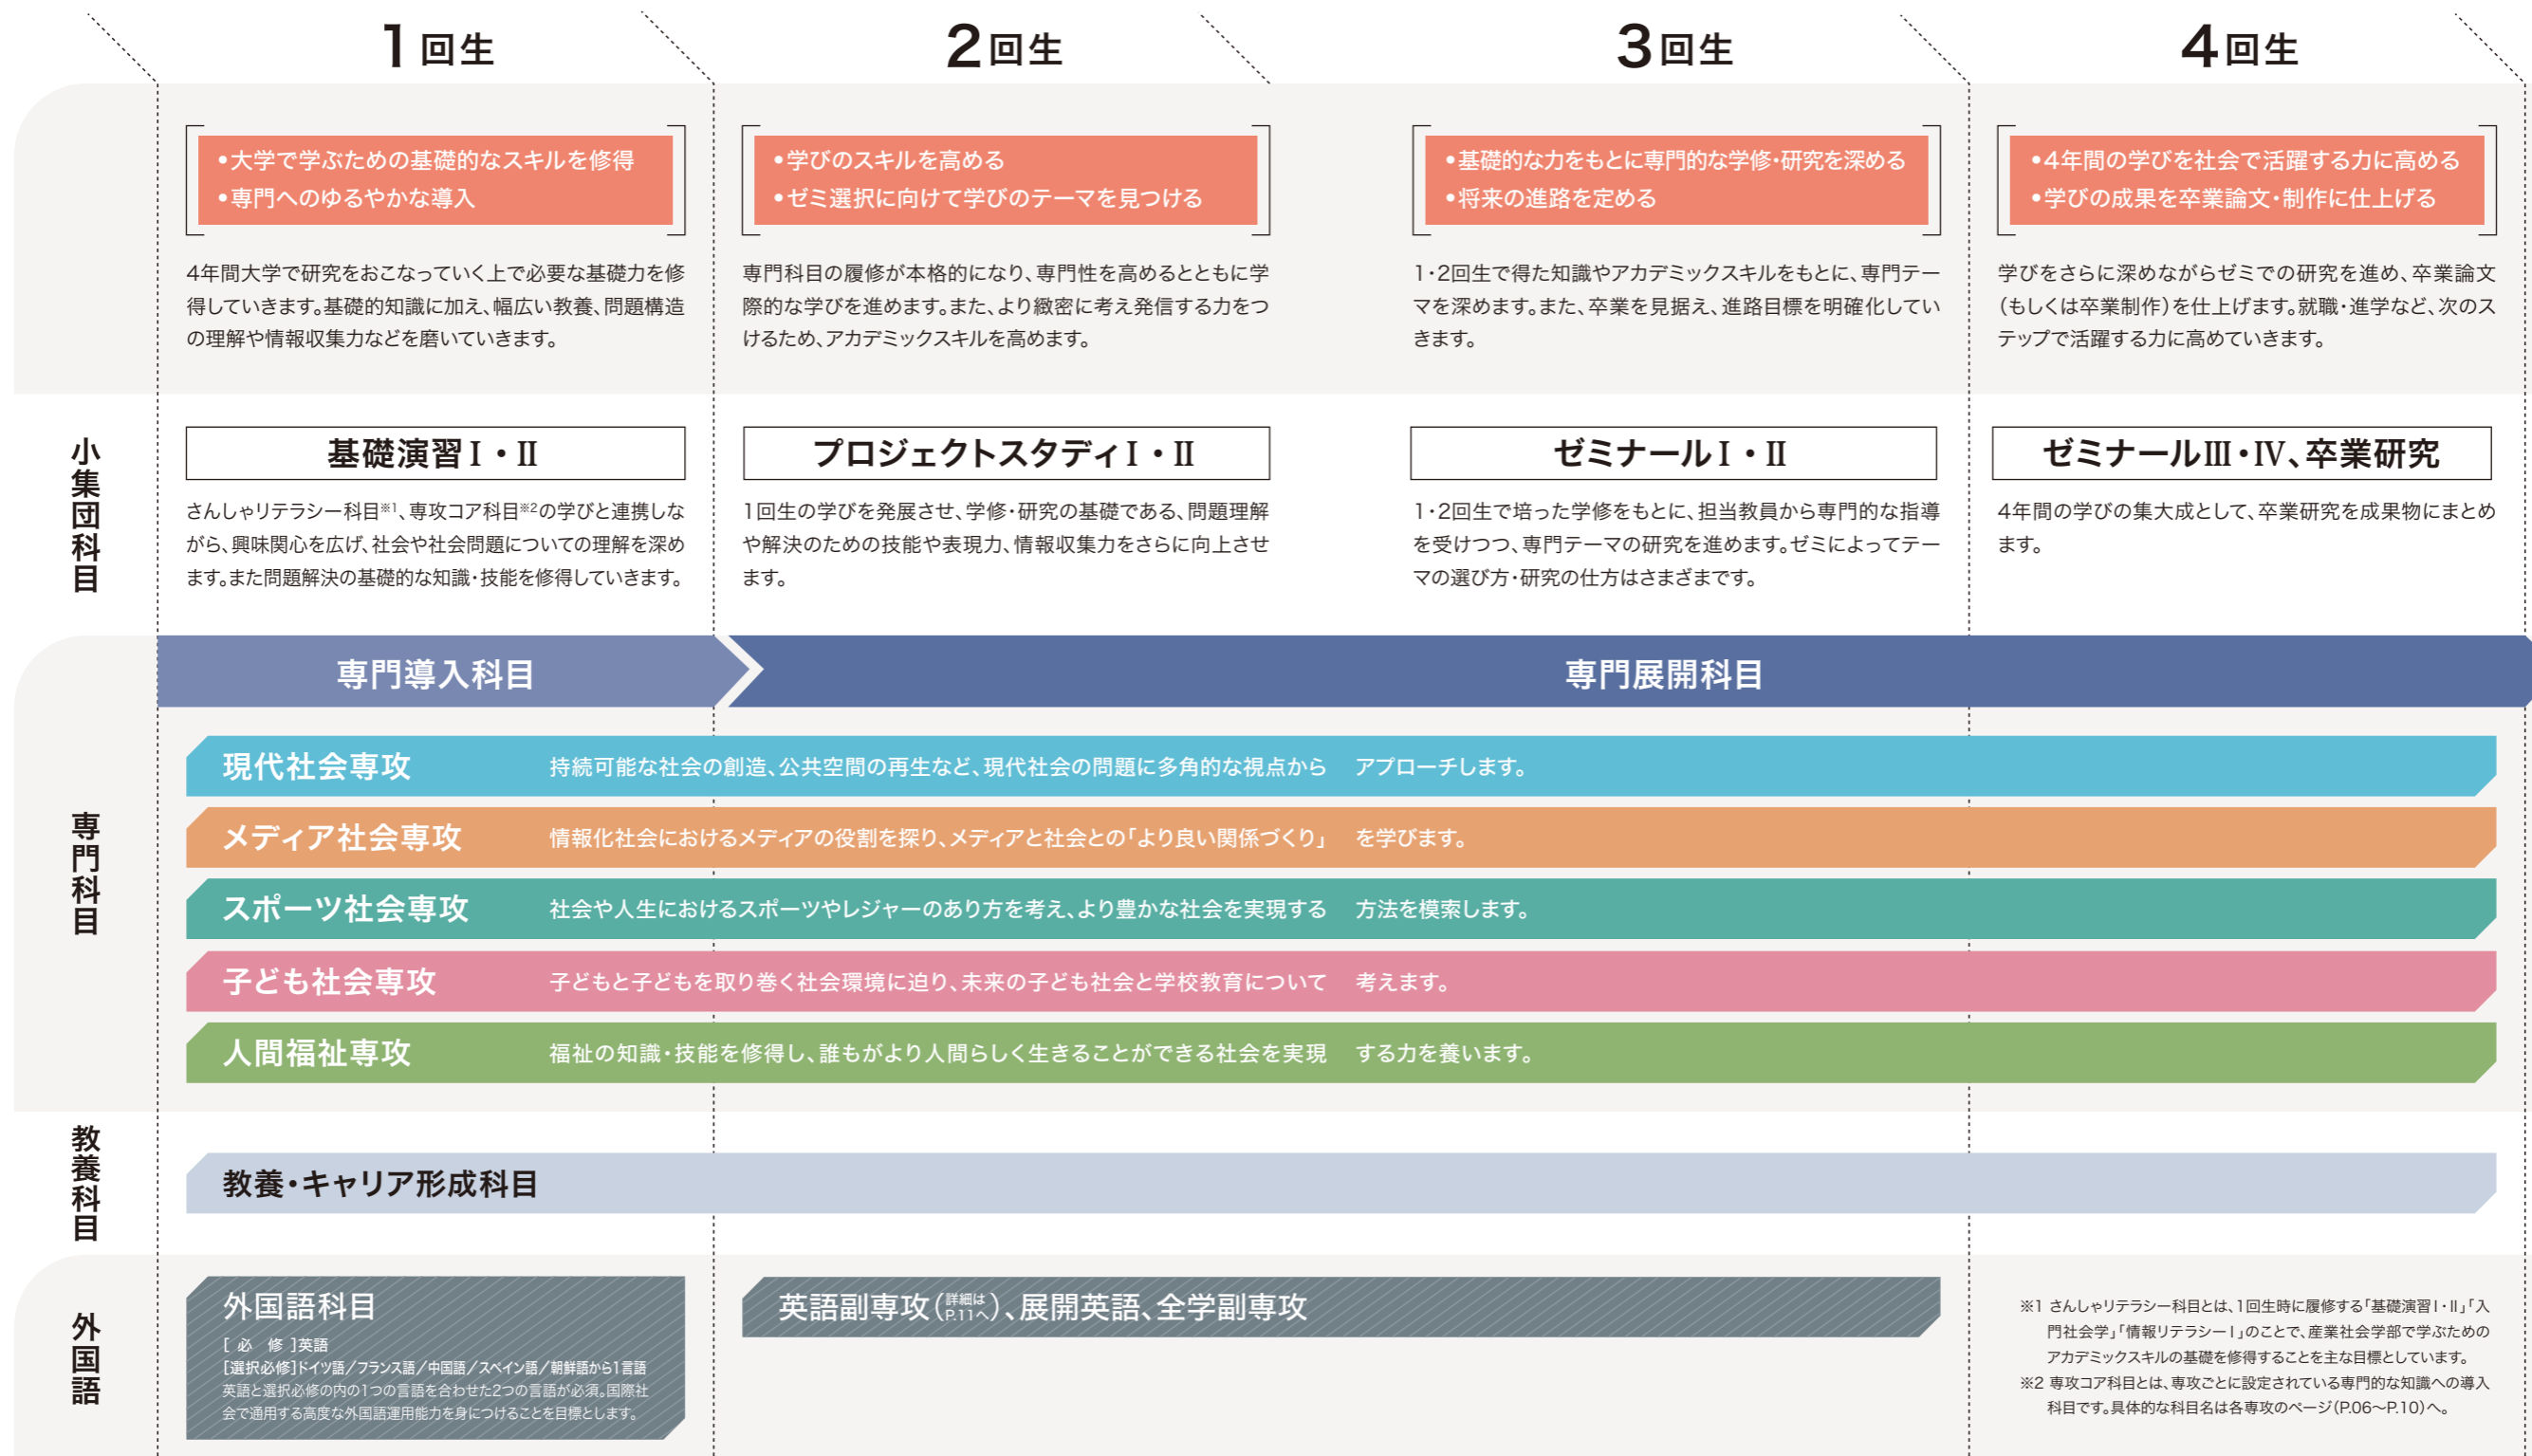 1回生
2回生
3回生
4回生
•大学で学ぶための基礎的なスキルを修得
•専門へのゆるやかな導入
4年間大学で研究をおこなっていく上で必要な基礎力を修
得していきます。基礎的知識に加え、幅広い教養、問題構造
の理解や情報収集力などを磨いていきます。
•学びのスキルを高める
•ゼミ選択に向けて学びのテーマを見つける
専門科目の履修が本格的になり、専門性を高めるとともに学
際的な学びを進めます。また、より緻密に考え発信する力をつ
けるため、アカデミックスキルを高めます。
•基礎的な力をもとに専門的な学修・研究を深める
•将来の進路を定める
1・2回生で得た知識やアカデミックスキルをもとに、専門テー
マを深めます。また、卒業を見据え、進路目標を明確化してい
きます。
•4年間の学びを社会で活躍する力に高める
•学びの成果を卒業論文・制作に仕上げる
学びをさらに深めながらゼミでの研究を進め、卒業論文
(もしくは卒業制作)を仕上げます。就職・進学など、次のス
テップで活躍する力に高めていきます。
小集団科目
基礎演習Ⅰ・Ⅱ
さんしゃリテラシー科目※1、専攻コア科目※2の学びと連携しな
がら、興味関心を広げ、社会や社会問題についての理解を深め
ます。また問題解決の基礎的な知識・技能を修得していきます。
プロジェクトスタディⅠ・Ⅱ
1回生の学びを発展させ、学修・研究の基礎である、問題理解
や解決のための技能や表現力、情報収集力をさらに向上させ
ます。
ゼミナールⅠ・Ⅱ
1・2回生で培った学修をもとに、担当教員から専門的な指導
を受けつつ、専門テーマの研究を進めます。ゼミによってテー
マの選び方・研究の仕方はさまざまです。
ゼミナールⅢ・Ⅳ、卒業研究
4年間の学びの集大成として、卒業研究を成果物にまとめ
ます。
専門科目
専門導入科目
専門展開科目
現代社会専攻 持続可能な社会の創造、公共空間の再生など、現代社会の問題に多角的な視点から アプローチします。
メディア社会専攻 情報化社会におけるメディアの役割を探り、メディアと社会との「より良い関係づくり」 を学びます。
スポーツ社会専攻 社会や人生におけるスポーツやレジャーのあり方を考え、より豊かな社会を実現する 方法を模索します。
子ども社会専攻 子どもと子どもを取り巻く社会環境に迫り、未来の子ども社会と学校教育について 考えます。
人間福祉専攻 福祉の知識・技能を修得し、誰もがより人間らしく生きることができる社会を実現 する力を養います。
教養科目
教養・キャリア形成科目
外国語
外国語科目
[ 必 修 ]英語
[選択必修]ドイツ語/フランス語/中国語/スペイン語/朝鮮語から1言語
英語と選択必修の内の1つの言語を合わせた2つの言語が必須。国際社
会で通用する高度な外国語運用能力を身につけることを目標とします。
英語副専攻(詳細はP.11へ)、展開英語、全学副専攻
※1 さんしゃリテラシー科目とは、1回生時に履修する「基礎演習Ⅰ・Ⅱ」「入
門社会学」「情報リテラシーⅠ」のことで、産業社会学部で学ぶための
アカデミックスキルの基礎を修得することを主な目標としています。
※2 専攻コア科目とは、専攻ごとに設定されている専門的な知識への導入
科目です。具体的な科目名は各専攻のページ(P.06〜P.10)へ。